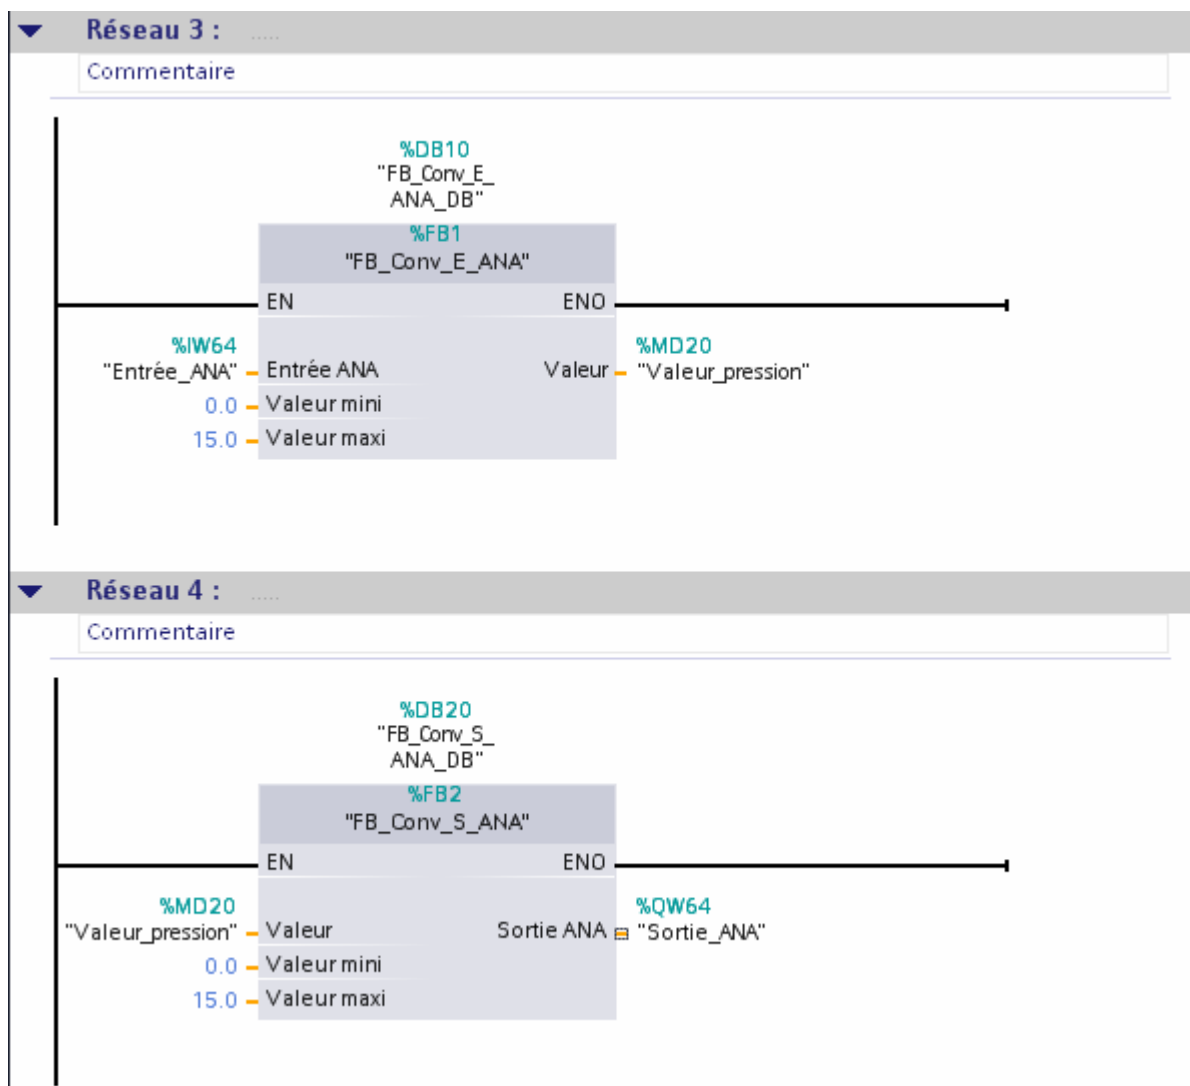 Réseau 3 : .....
Commentaire
%DB10
"FB_Conv_E_
ANA_DB"
%FB1
"FB_Conv_E_ANA"
EN ENO
%IW64 %MD20
"Entrée_ANA" Entrée ANA Valeur "Valeur_pression"
0.0 Valeur mini
15.0 Valeur maxi
Réseau 4 : .....
Commentaire
%DB20
"FB_Conv_S_
ANA_DB"
%FB2
"FB_Conv_S_ANA"
EN ENO
%MD20 %QW64
"Valeur_pression" Valeur Sortie ANA "Sortie_ANA"
0.0 Valeur mini
15.0 Valeur maxi